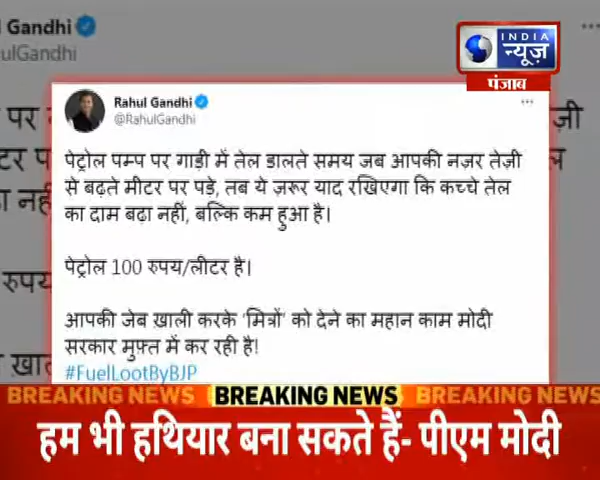 l Gandhi
ulGandhi
INDIA
न्यूज़
पंजाब
Rahul Gandhi
@RahulGandhi
पेट्रोल पम्प पर गाड़ी में तेल डालते समय जब आपकी नज़र तेज़ी
से बढ़ते मीटर पर पड़े, तब ये ज़रूर याद रखिएगा कि कच्चे तेल
का दाम बढ़ा नहीं, बल्कि कम हुआ है।
पेट्रोल 100 रुपय/लीटर है।
आपकी जेब ख़ाली करके 'मित्रों' को देने का महान काम मोदी
सरकार मुफ़्त में कर रही है!
#FuelLootByBJP
BREAKING NEWS BREAKING NEWS BREAKING NEWS
हम भी हथियार बना सकते हैं- पीएम मोदी